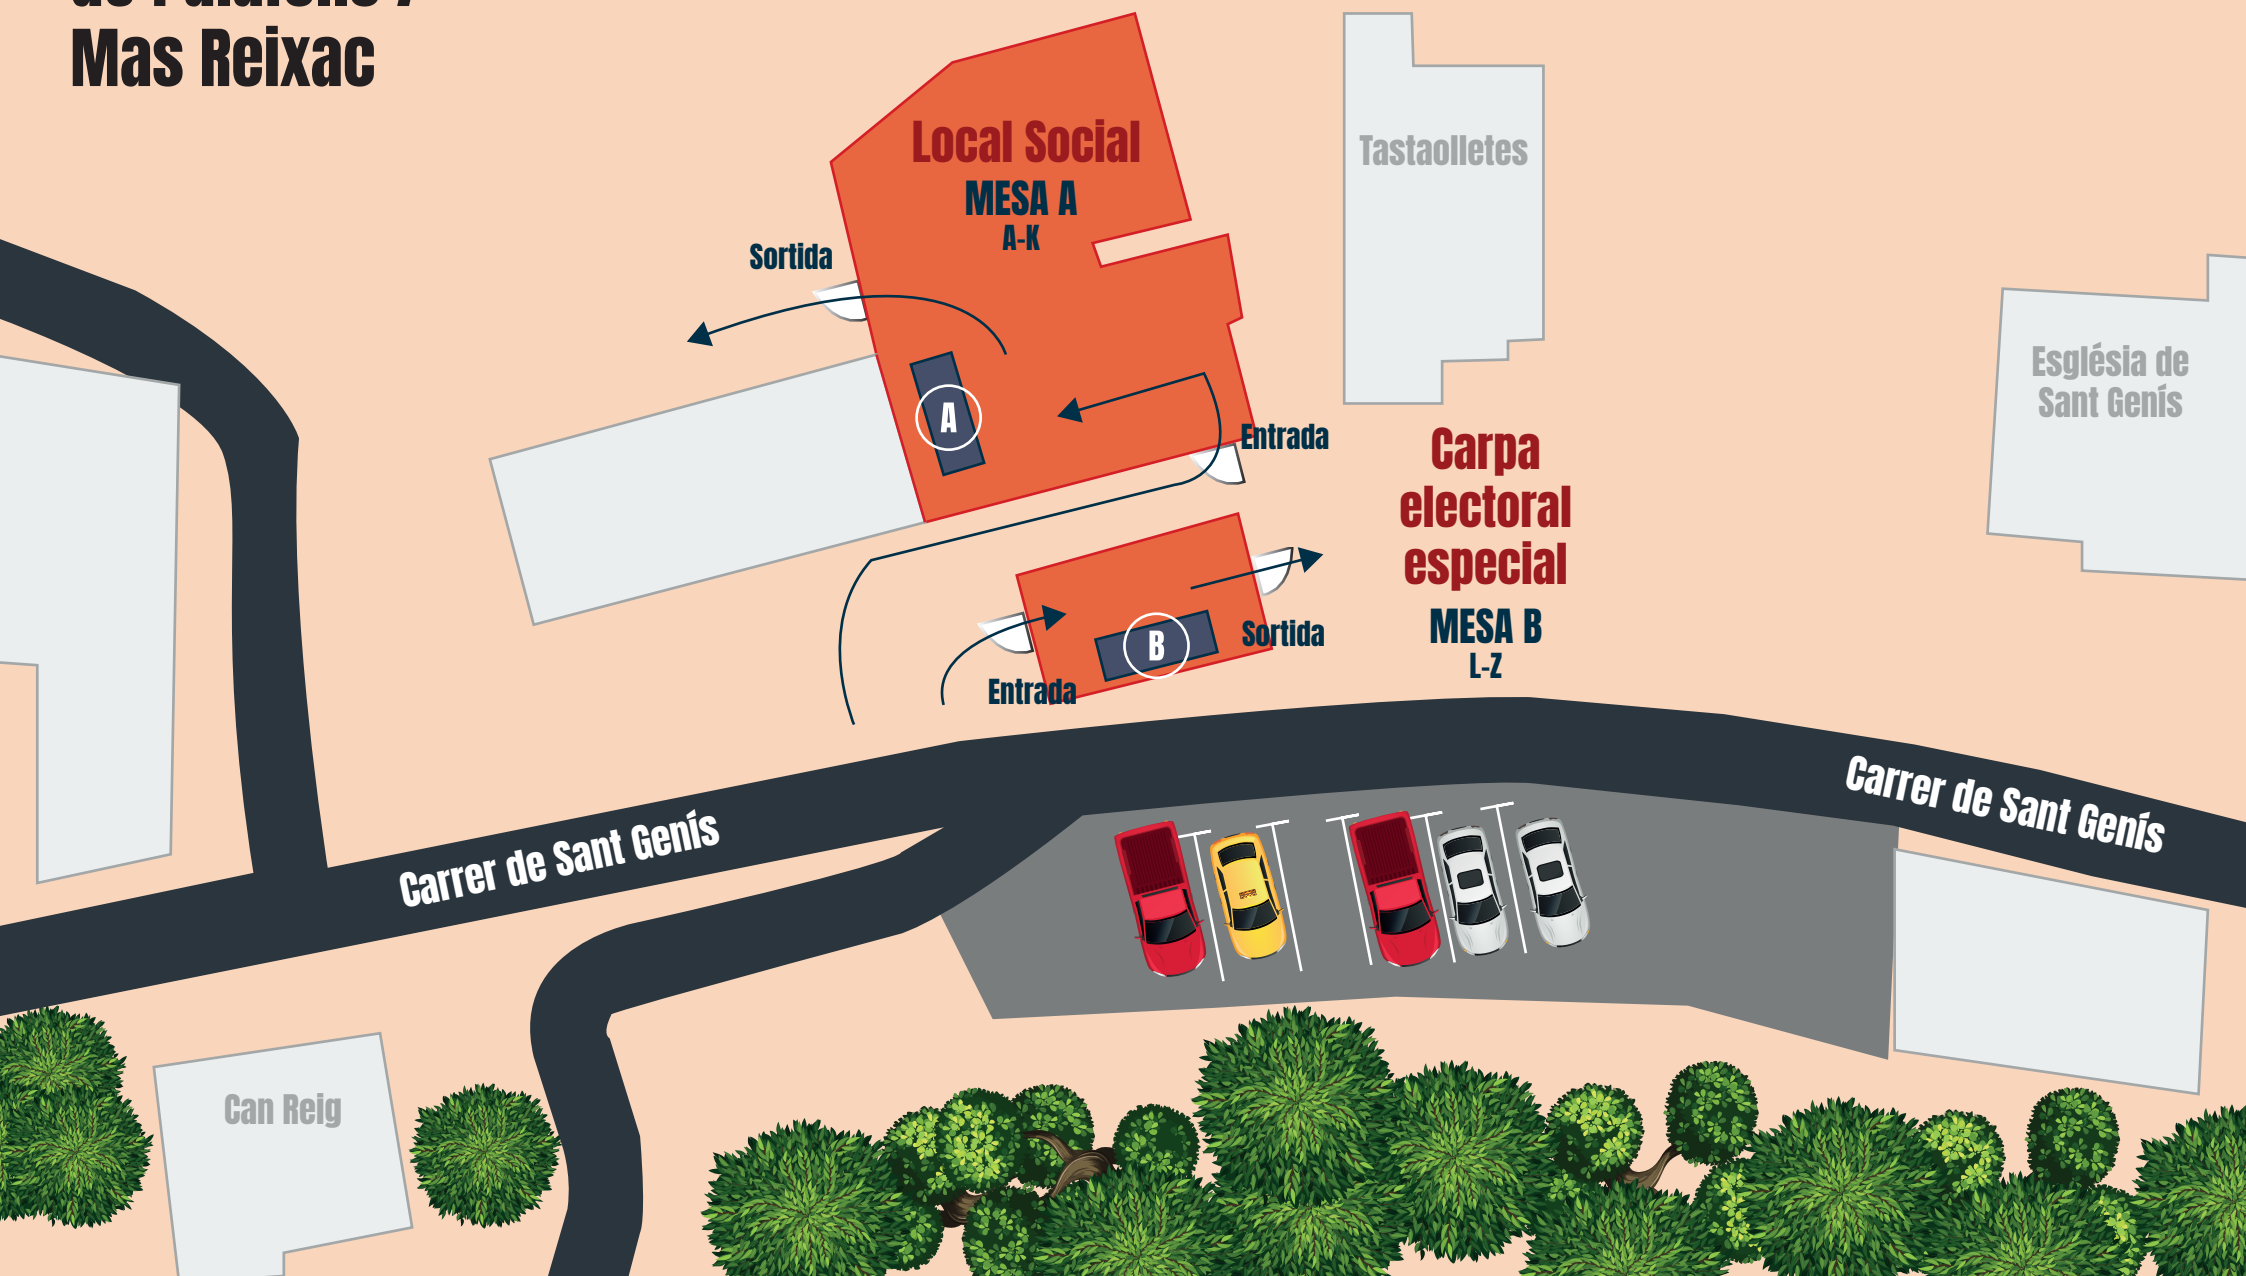 Mas Reixac
Local Social
MESA A
A-K
Sortida
A
Entrada
Tastaolletes
Església de
Sant Genís
Carpa
electoral
especial
MESA B
L-Z
Sortida
B
Entrada
Carrer de Sant Genís
Carrer de Sant Genís
Can Reig